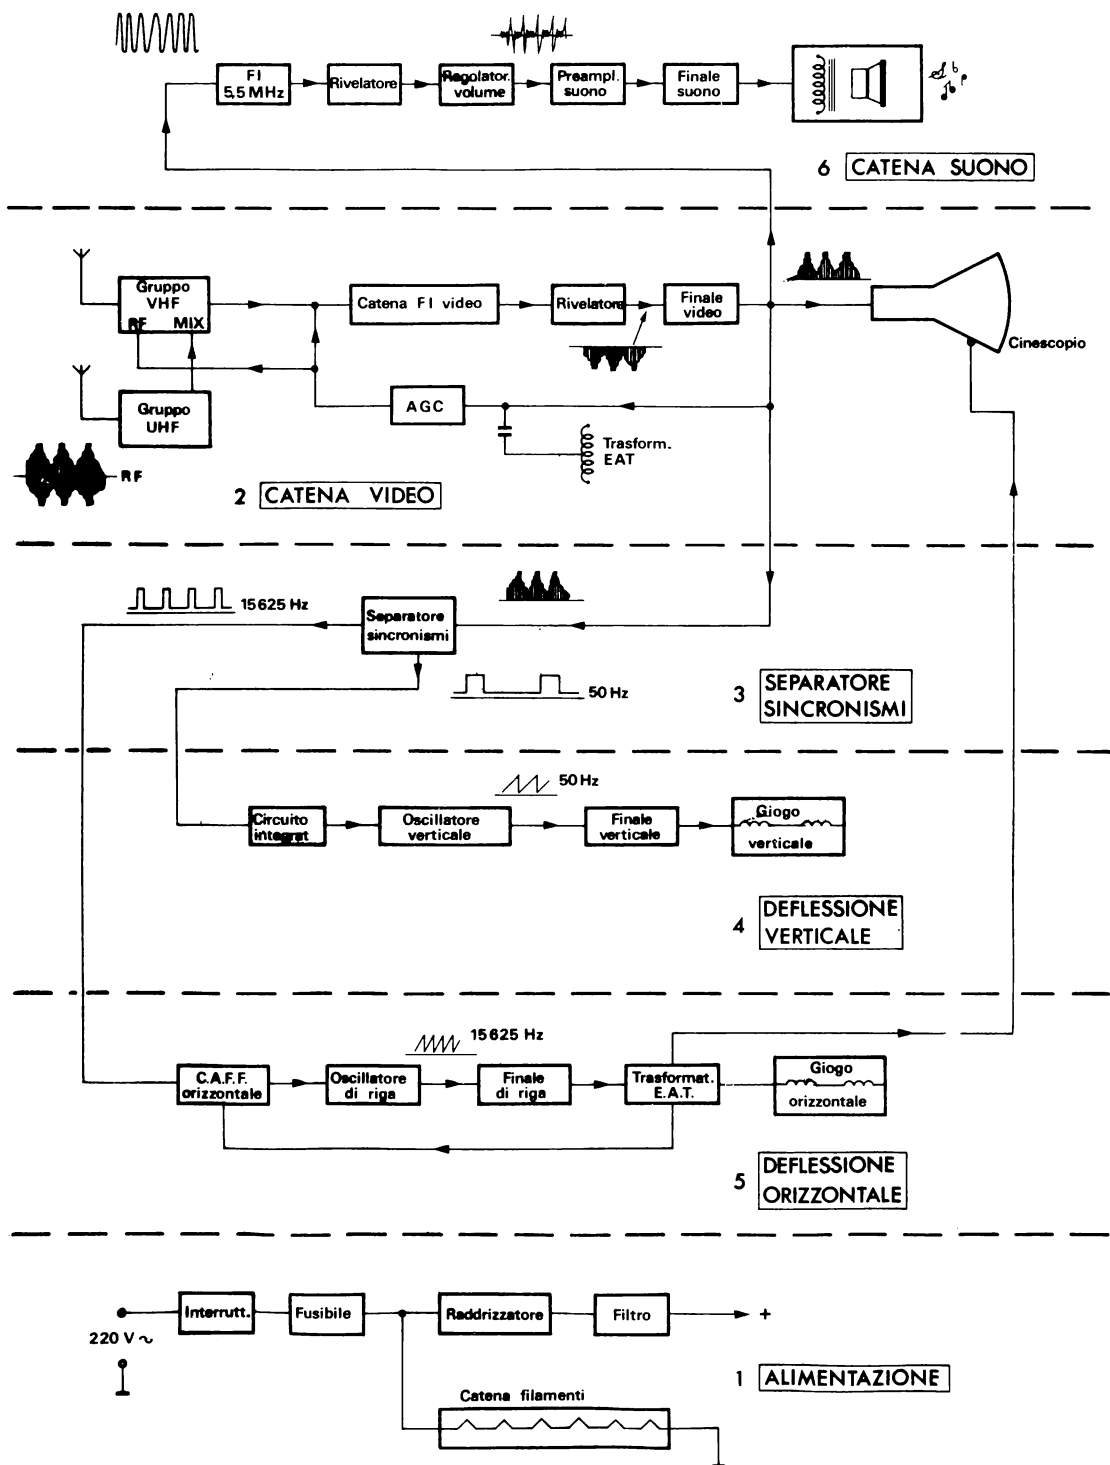 FI
5,5 MHz
Rivelatore
Regolator.
volume
Preampl.
suono
Finale
suono
6 CATENA SUONO
Gruppo
VHF
RF MIX
Catena FI video
Rivelatore
Finale
video
Cinescopio
Gruppo
UHF
AGC
Trasform.
EAT
RF
2 CATENA VIDEO
15625 Hz
Separatore
sincronismi
50 Hz
3 SEPARATORE
SINCRONISMI
50 Hz
Circuito
integrat
Oscillatore
verticale
Finale
verticale
Giogo
verticale
4 DEFLESSIONE
VERTICALE
15625 Hz
C.A.F.F.
orizzontale
Oscillatore
di riga
Finale
di riga
Trasformat.
E.A.T.
Giogo
orizzontale
5 DEFLESSIONE
ORIZZONTALE
Interrutt.
Fusibile
Raddrizzatore
Filtro
+
220 V ~
1 ALIMENTAZIONE
Catena filamenti